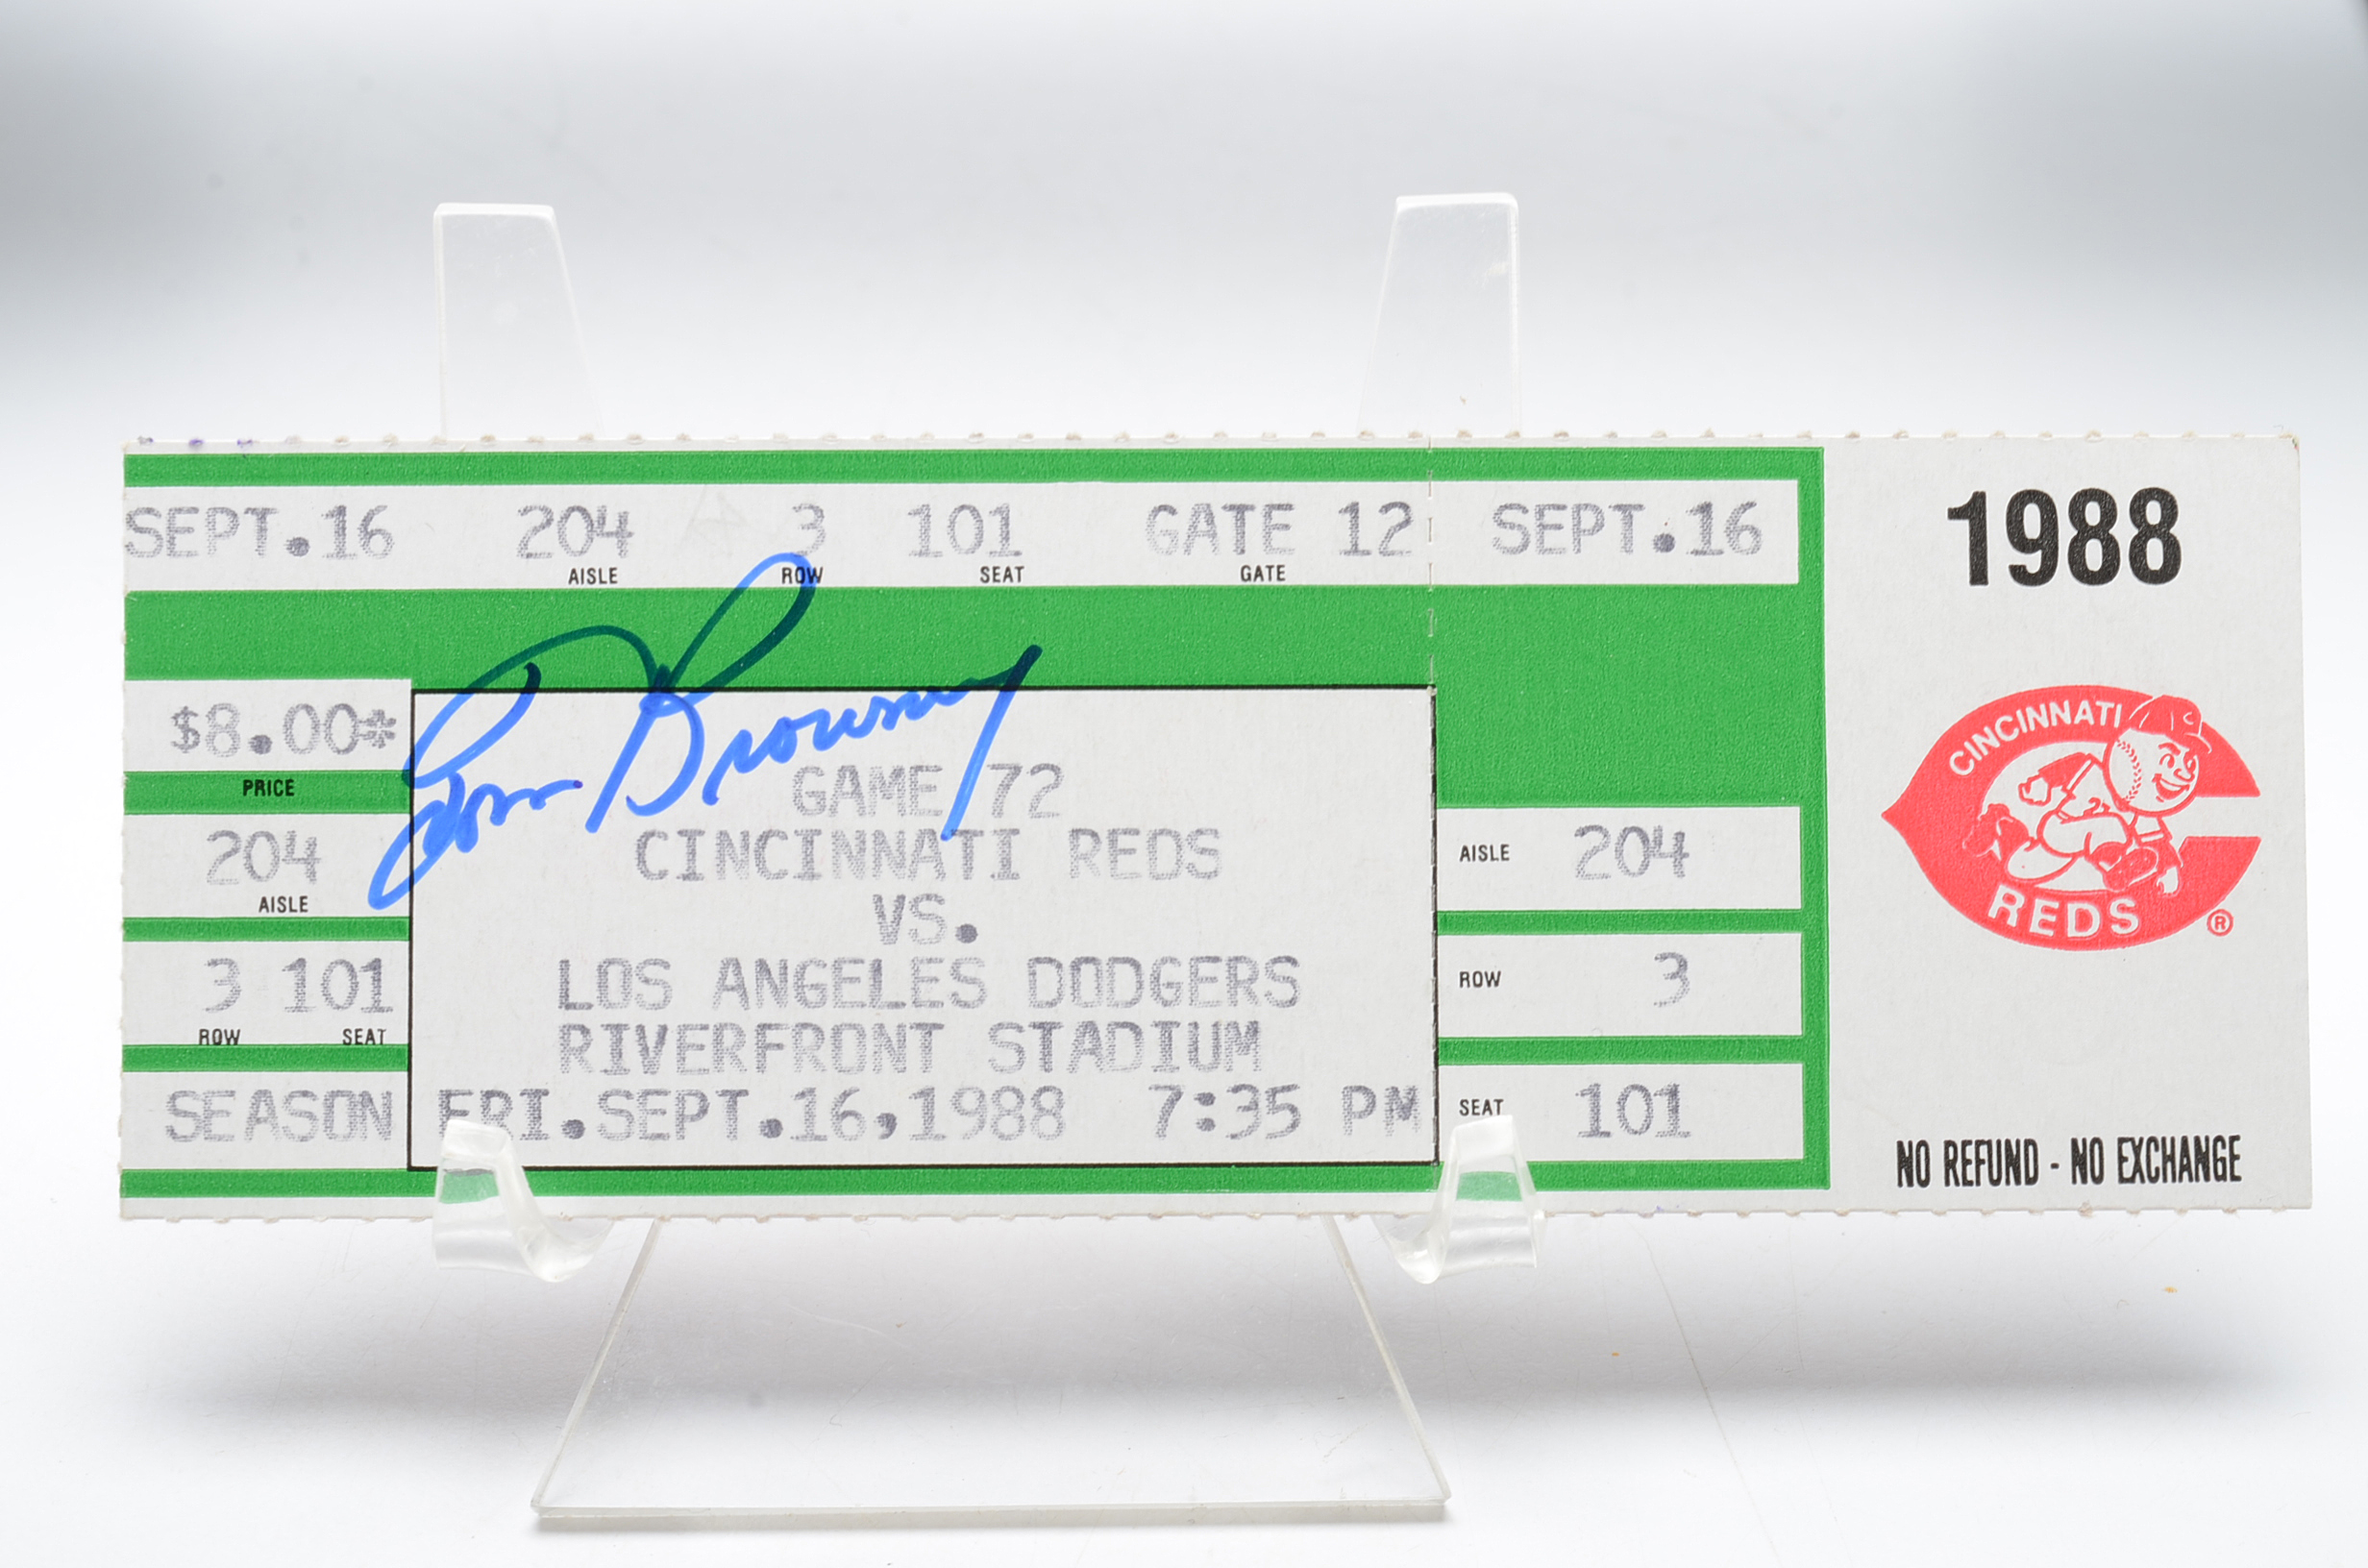 SEPT.16 204 3 101 GATE 12 SEPT.16
AISLE ROW SEAT GATE
1988
Tom Browning
$8.00*
PRICE
204
AISLE
3 101
ROW SEAT
SEASON
GAME 72
CINCINNATI REDS
VS.
LOS ANGELES DODGERS
RIVERFRONT STADIUM
FRI.SEPT.16,1988 7:35 PM
AISLE 204
ROW 3
SEAT 101
CINCINNATI
REDS ®
NO REFUND - NO EXCHANGE